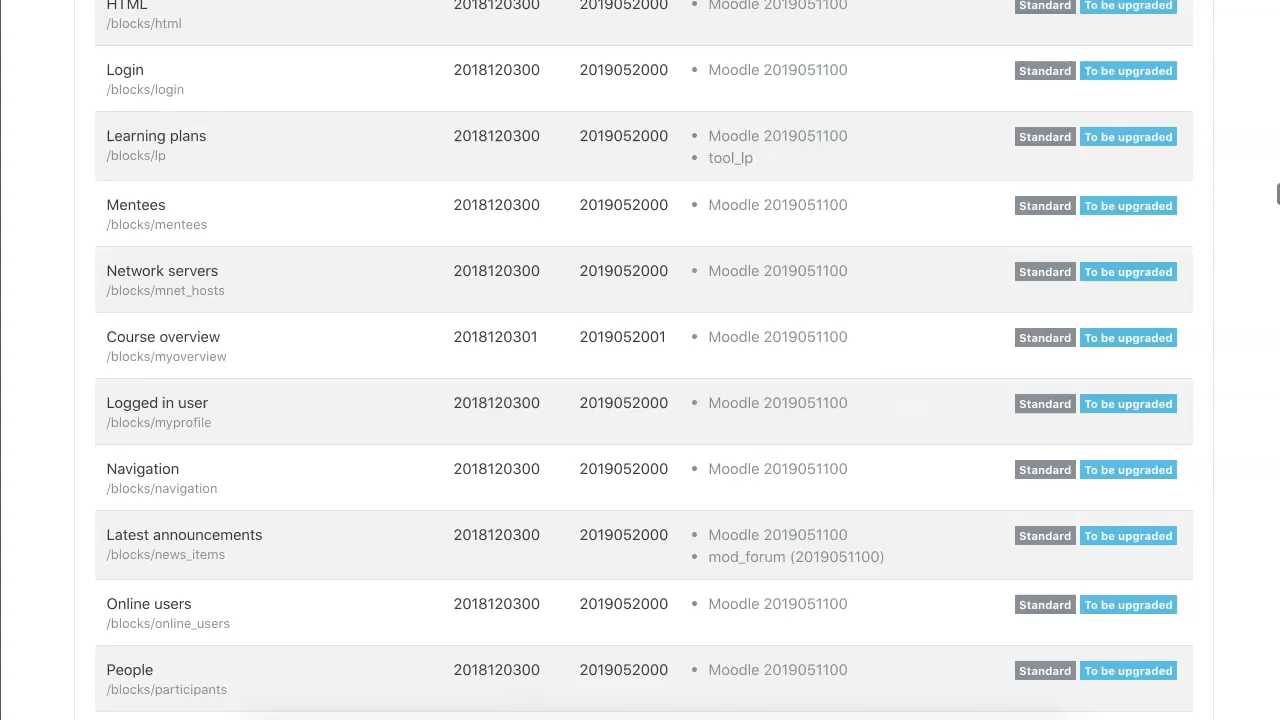 HTML 2018120300 2019052000 • Moodle 2019051100 Standard To be upgraded
/blocks/html
Login 2018120300 2019052000 • Moodle 2019051100 Standard To be upgraded
/blocks/login
Learning plans 2018120300 2019052000 • Moodle 2019051100 Standard To be upgraded
/blocks/lp • tool_lp
Mentees 2018120300 2019052000 • Moodle 2019051100 Standard To be upgraded
/blocks/mentees
Network servers 2018120300 2019052000 • Moodle 2019051100 Standard To be upgraded
/blocks/mnet_hosts
Course overview 2018120301 2019052001 • Moodle 2019051100 Standard To be upgraded
/blocks/myoverview
Logged in user 2018120300 2019052000 • Moodle 2019051100 Standard To be upgraded
/blocks/myprofile
Navigation 2018120300 2019052000 • Moodle 2019051100 Standard To be upgraded
/blocks/navigation
Latest announcements 2018120300 2019052000 • Moodle 2019051100 Standard To be upgraded
/blocks/news_items • mod_forum (2019051100)
Online users 2018120300 2019052000 • Moodle 2019051100 Standard To be upgraded
/blocks/online_users
People 2018120300 2019052000 • Moodle 2019051100 Standard To be upgraded
/blocks/participants